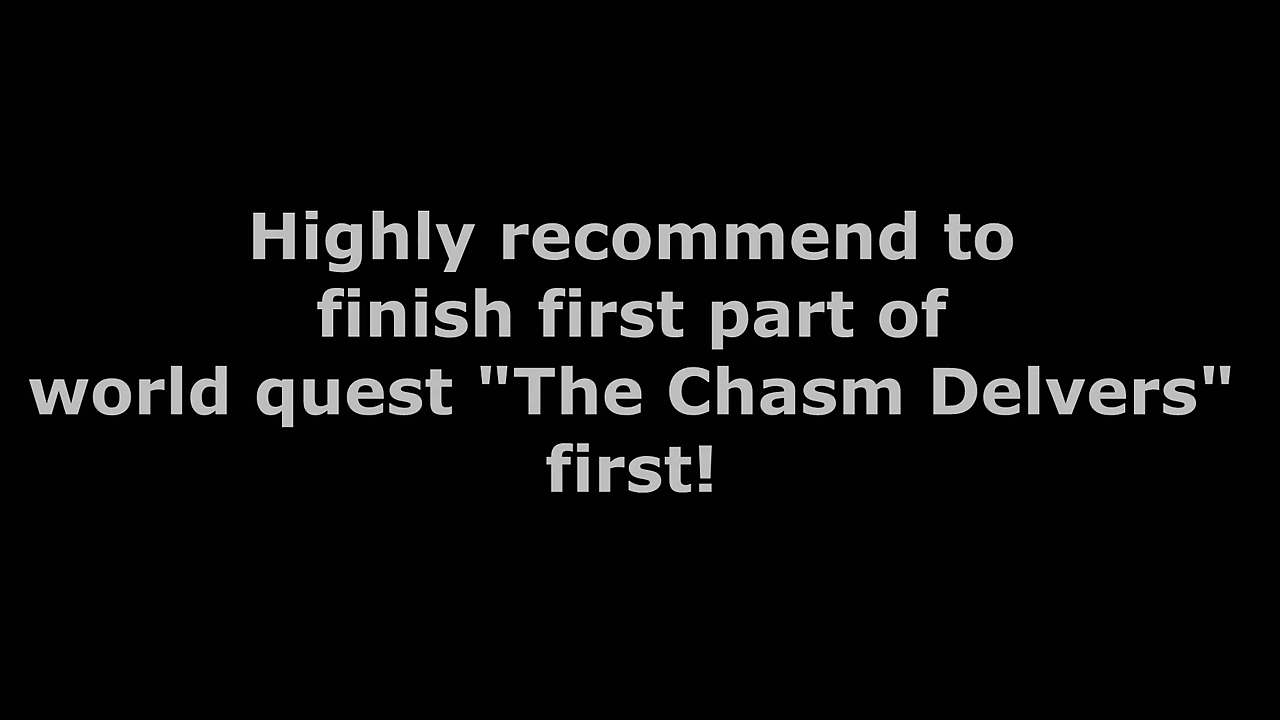 Highly recommend to
finish first part of
world quest "The Chasm Delvers"
first!